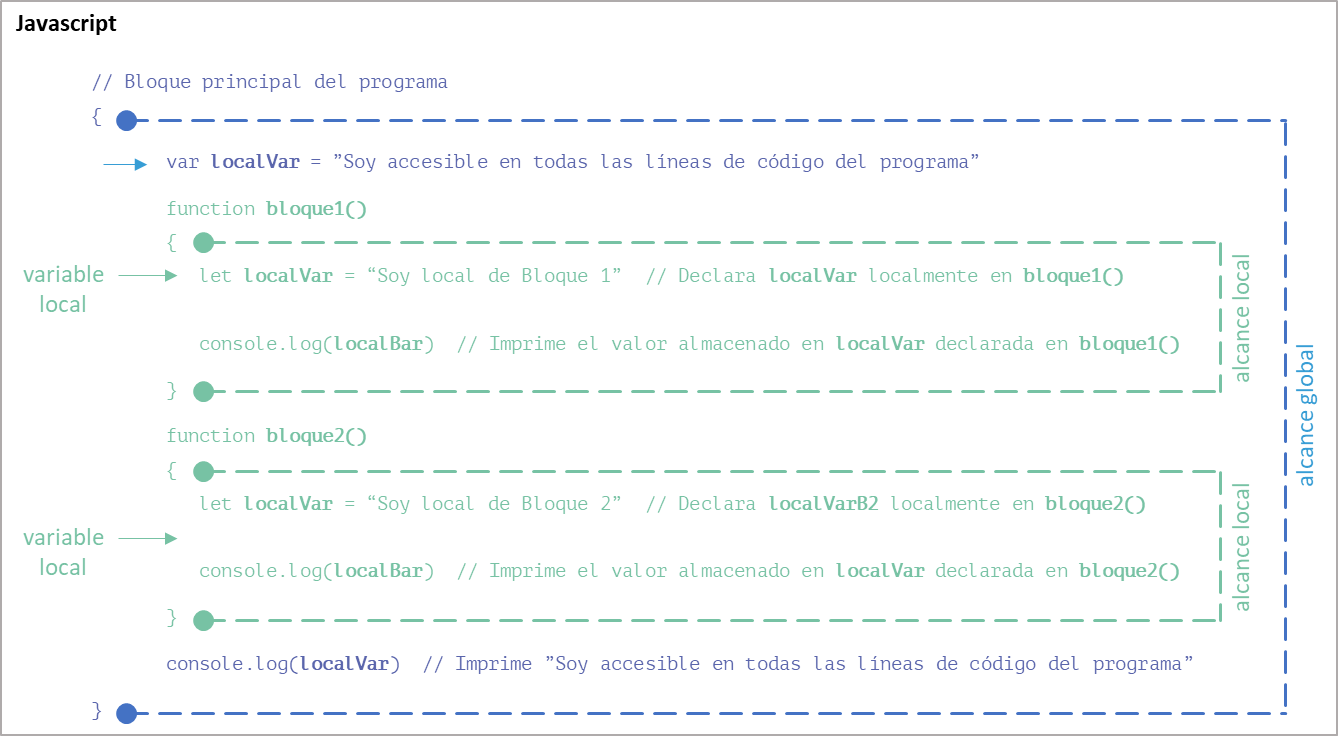 Javascript
// Bloque principal del programa
{
var localVar = ”Soy accesible en todas las líneas de código del programa”
function bloque1()
{
variable local
let localVar = “Soy local de Bloque 1” // Declara localVar localmente en bloque1()
console.log(localBar) // Imprime el valor almacenado en localVar declarada en bloque1()
}
alcance local
function bloque2()
{
let localVar = “Soy local de Bloque 2” // Declara localVarB2 localmente en bloque2()
variable local
console.log(localBar) // Imprime el valor almacenado en localVar declarada en bloque2()
}
alcance local
console.log(localVar) // Imprime ”Soy accesible en todas las líneas de código del programa”
}
alcance global